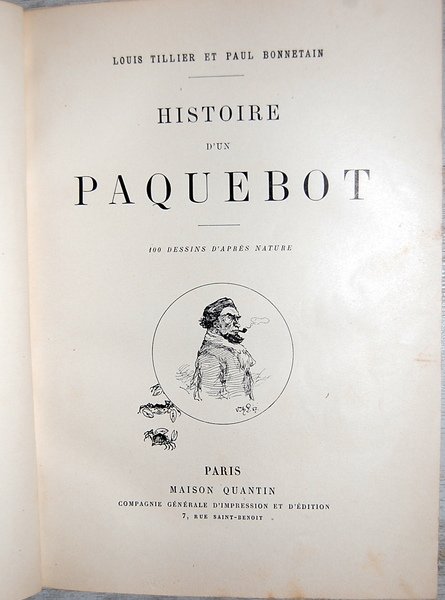 LOUIS TILLIER ET PAUL BONNETAIN
HISTOIRE
D'UN
PAQUEBOT
100 DESSINS D'APRÈS NATURE
PARIS
MAISON QUANTIN
COMPAGNIE GÉNÉRALE D'IMPRESSION ET D'ÉDITION
7, RUE SAINT-BENOIT